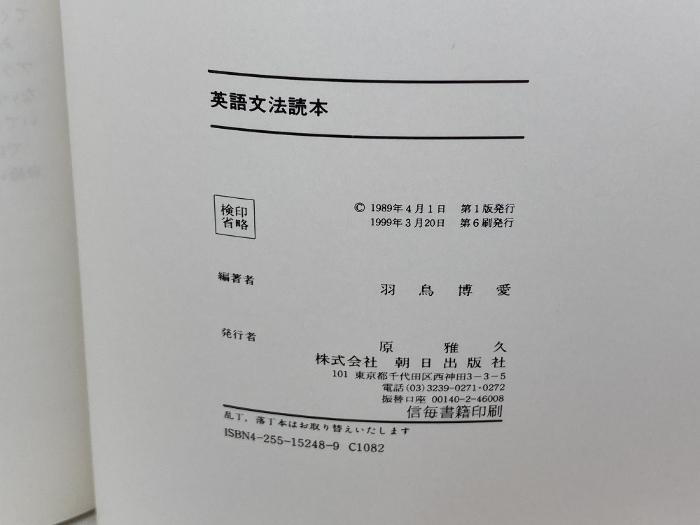 英語文法読本
検印
省略
© 1989年4月1日 第1版発行
1999年3月20日 第6刷発行
編著者
羽鳥博愛
発行者
原雅久
株式会社 朝日出版社
101 東京都千代田区西神田3-3-5
電話(03)3239-0271・0272
振替口座 00140-2-46008
信毎書籍印刷
乱丁,落丁本はお取り替えいたします
ISBN4-255-15248-9 C1082